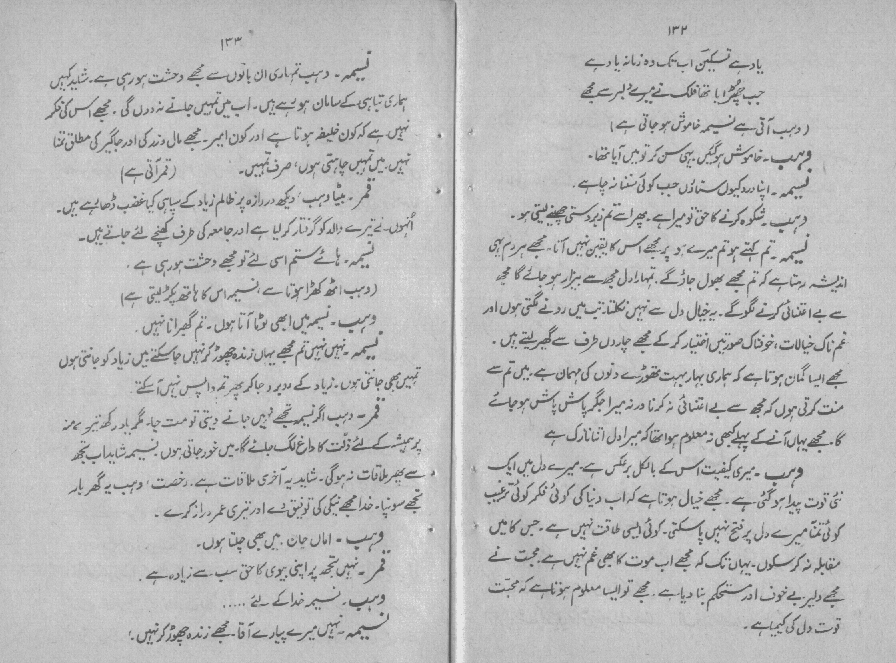 ۱۳۲
یاد ہے تسکین اب تک وہ زمانہ یاد ہے
جب چھڑایا تھا فلک نے میرے دلبر سے مجھے
(وہب آتی ہے نسیمہ خاموش ہو جاتی ہے)
وہب۔ خاموش ہو گئیں یہی سن کر تو میں آیا تھا۔
نسیمہ۔ اپنا درد کیوں سناؤں جب کوئی سننا نہ چاہے۔
وہب۔ شکوہ کرنے کا حق تو میرا ہے۔ پھر اسے تم زبردستی چھینے لیتی ہو۔
نسیمہ۔ تم کہتے ہو تم میرے ہو پر مجھے اس کا یقین نہیں آتا۔ مجھے ہر دم یہی
اندیشہ رہتا ہے کہ تم مجھے بھول جاؤ گے۔ تمہارا دل مجھ سے بیزار ہو جائے گا مجھ
سے بے اعتنائی کرنے لگو گے۔ یہ خیال دل سے نہیں نکلتا۔ تب میں رونے لگتی ہوں اور
غم ناک خیالات، خوفناک صورتیں اختیار کر کے مجھے چاروں طرف سے گھیر لیتے ہیں۔
مجھے ایسا گمان ہوتا ہے کہ ہماری بہار بہت تھوڑے دنوں کی مہمان ہے میں تم سے
منت کرتی ہوں کہ مجھ سے بے اعتنائی نہ کرنا ورنہ میرا جگر پاش پاش ہو جائے
گا۔ مجھے یہاں آنے کے پہلے کبھی نہ معلوم ہوا تھا کہ میرا دل اتنا نازک ہے
وہب۔ میری کیفیت اس کے بالکل برعکس ہے۔ میرے دل میں ایک
نئی قوت پیدا ہو گئی ہے۔ مجھے خیال ہوتا ہے کہ اب دنیا کی کوئی فکر کوئی ترغیب
کوئی تمنا میرے دل پر فتح نہیں پا سکتی۔ کوئی ایسی طاقت نہیں ہے۔ جس کا میں
مقابلہ نہ کر سکوں۔ یہاں تک کہ مجھے اب موت کا بھی غم نہیں ہے۔ محبت نے
مجھے دلیر بے خوف اور مستحکم بنا دیا ہے۔ مجھے تو ایسا معلوم ہوتا ہے کہ محبت
قوت دل کی کیمیا ہے۔
۱۳۳
نسیمہ۔ وہب تمہاری ان باتوں سے مجھے وحشت ہو رہی ہے۔ شاید کہیں
ہماری تباہی کے سامان ہو رہے ہیں۔ اب میں تمہیں جانے نہ دوں گی۔ مجھے اس کی فکر
نہیں ہے کہ کون خلیفہ ہوتا ہے اور کون امیر۔ مجھے مال و زر کی اور جاگیر کی مطلق تمنا
نہیں۔ میں تمہیں چاہتی ہوں، صرف تمہیں۔ (قمر آتی ہے)
قمر۔ بیٹا وہب، دیکھ دروازہ پر ظالم زیاد کے سپاہی کیا غضب ڈھا رہے ہیں۔
اُنہوں نے تیرے والد کو گرفتار کر لیا ہے اور جامعہ کی طرف کھینچے لئے جاتے ہیں۔
نسیمہ۔ ہائے ستم اسی لئے تو مجھے وحشت ہو رہی ہے۔
(وہب اٹھ کھڑا ہوتا ہے، نسیمہ اس کا ہاتھ پکڑ لیتی ہے)
وہب۔ نسیمہ میں ابھی لوٹا آتا ہوں۔ تم گھبرانا نہیں۔
نسیمہ۔ نہیں نہیں تم مجھے یہاں زندہ چھوڑ کر نہیں جا سکتے میں زیاد کو جانتی ہوں
تمہیں بھی جانتی ہوں۔ زیاد کے روبرو جا کر پھر تم واپس نہیں آ سکتے
قمر۔ وہب اگر نسیمہ تجھے نہیں جانے دیتی تو مت جا، مگر یاد رکھ تیرے منہ
پر ہمیشہ کے لئے ذلت کا داغ لگ جائے گا۔ میں خود جاتی ہوں۔ نسیمہ شاید اب تجھ
سے پھر ملاقات نہ ہو گی۔ شاید یہ آخری ملاقات ہے۔ رخصت، وہب یہ گھر بار
تجھے سونپا۔ خدا مجھے نیکی کی توفیق دے اور تیری عمر دراز کرے۔
وہب۔ اماں جان میں بھی چلتا ہوں۔
قمر۔ نہیں تجھ پر اپنی بیوی کا حق سب سے زیادہ ہے۔
وہب۔ نسیمہ خدا کے لئے .....
نسیمہ۔ نہیں میرے پیارے آقا۔ مجھے زندہ چھوڑ کر نہیں۔!